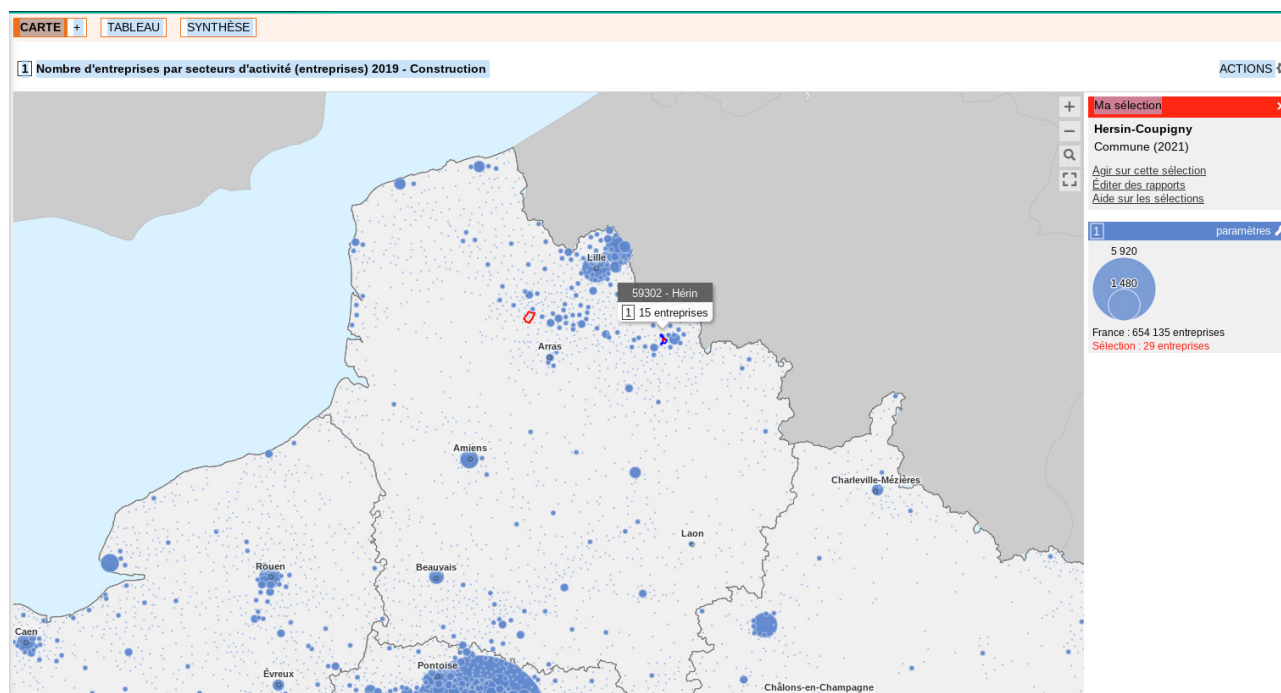 CARTE + TABLEAU SYNTHÈSE
1 Nombre d'entreprises par secteurs d'activité (entreprises) 2019 - Construction
ACTIONS
Ma sélection
Hersin-Coupigny
Commune (2021)
Agir sur cette sélection
Éditer des rapports
Aide sur les sélections
1 paramètres
5 920
1 480
France : 654 135 entreprises
Sélection : 29 entreprises
Lille
59302 - Hérin
1 15 entreprises
Arras
Amiens
Charleville-Mézières
Laon
Rouen
Beauvais
Caen
Pontoise
Évreux
Châlons-en-Champagne